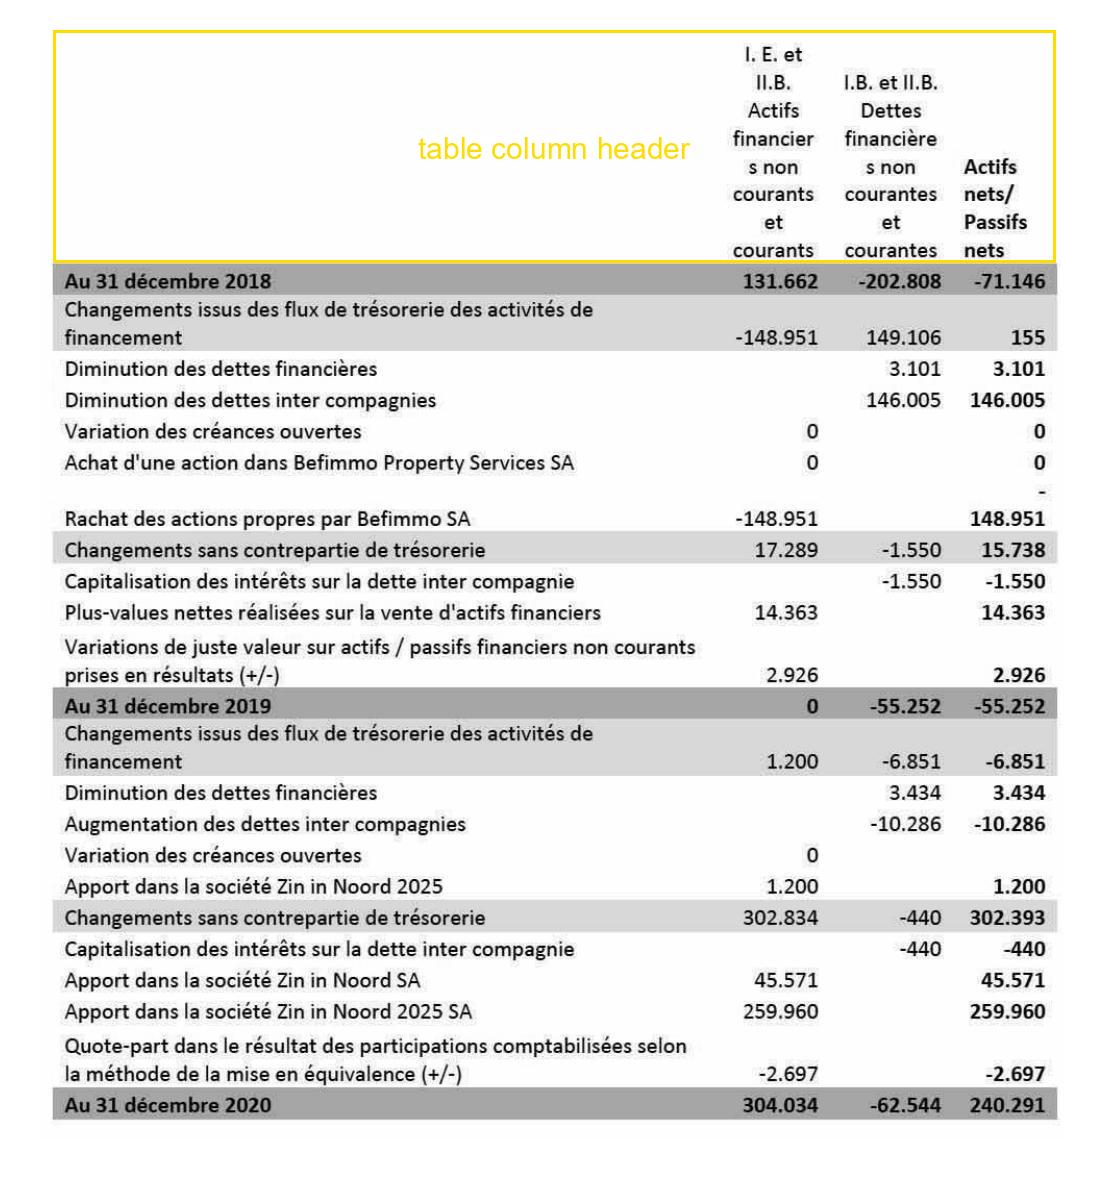 I. E. et
II.B.
Actifs
financier
s non
courants
et
courants
I.B. et II.B.
Dettes
financière
s non
courantes
et
courantes
Actifs
nets/
Passifs
nets
table column header
Au 31 décembre 2018 131.662 -202.808 -71.146
Changements issus des flux de trésorerie des activités de
financement -148.951 149.106 155
Diminution des dettes financières 3.101 3.101
Diminution des dettes inter compagnies 146.005 146.005
Variation des créances ouvertes 0 0
Achat d'une action dans Befimmo Property Services SA 0 0
-
Rachat des actions propres par Befimmo SA -148.951 148.951
Changements sans contrepartie de trésorerie 17.289 -1.550 15.738
Capitalisation des intérêts sur la dette inter compagnie -1.550 -1.550
Plus-values nettes réalisées sur la vente d'actifs financiers 14.363 14.363
Variations de juste valeur sur actifs / passifs financiers non courants
prises en résultats (+/-) 2.926 2.926
Au 31 décembre 2019 0 -55.252 -55.252
Changements issus des flux de trésorerie des activités de
financement 1.200 -6.851 -6.851
Diminution des dettes financières 3.434 3.434
Augmentation des dettes inter compagnies -10.286 -10.286
Variation des créances ouvertes 0
Apport dans la société Zin in Noord 2025 1.200 1.200
Changements sans contrepartie de trésorerie 302.834 -440 302.393
Capitalisation des intérêts sur la dette inter compagnie -440 -440
Apport dans la société Zin in Noord SA 45.571 45.571
Apport dans la société Zin in Noord 2025 SA 259.960 259.960
Quote-part dans le résultat des participations comptabilisées selon
la méthode de la mise en équivalence (+/-) -2.697 -2.697
Au 31 décembre 2020 304.034 -62.544 240.291